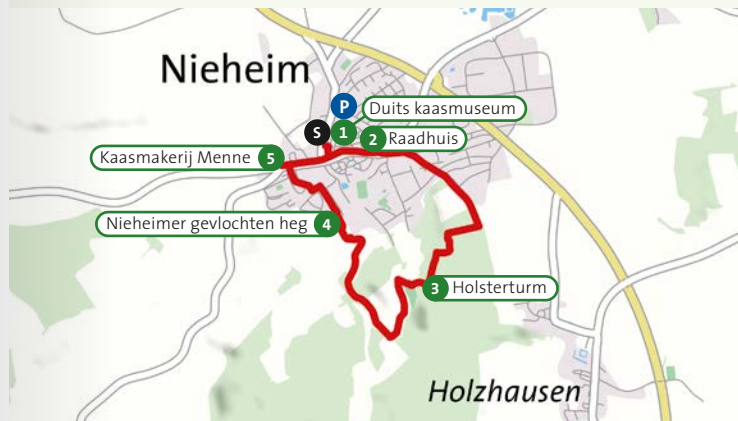 Nieheim
P
Duits kaasmuseum
S
1
2
Raadhuis
Kaasmakerij Menne
5
Nieheimer gevlochten heg
4
3
Holsterturm
Holzhausen